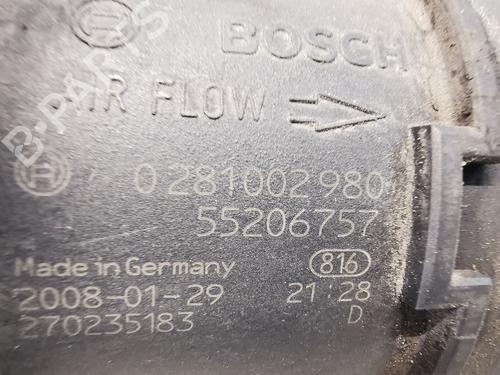 BOSCH
AIR FLOW
0 281 002 980
55206757
Made in Germany 816
2008-01-29 21:28
270235183 D
B-PARTS